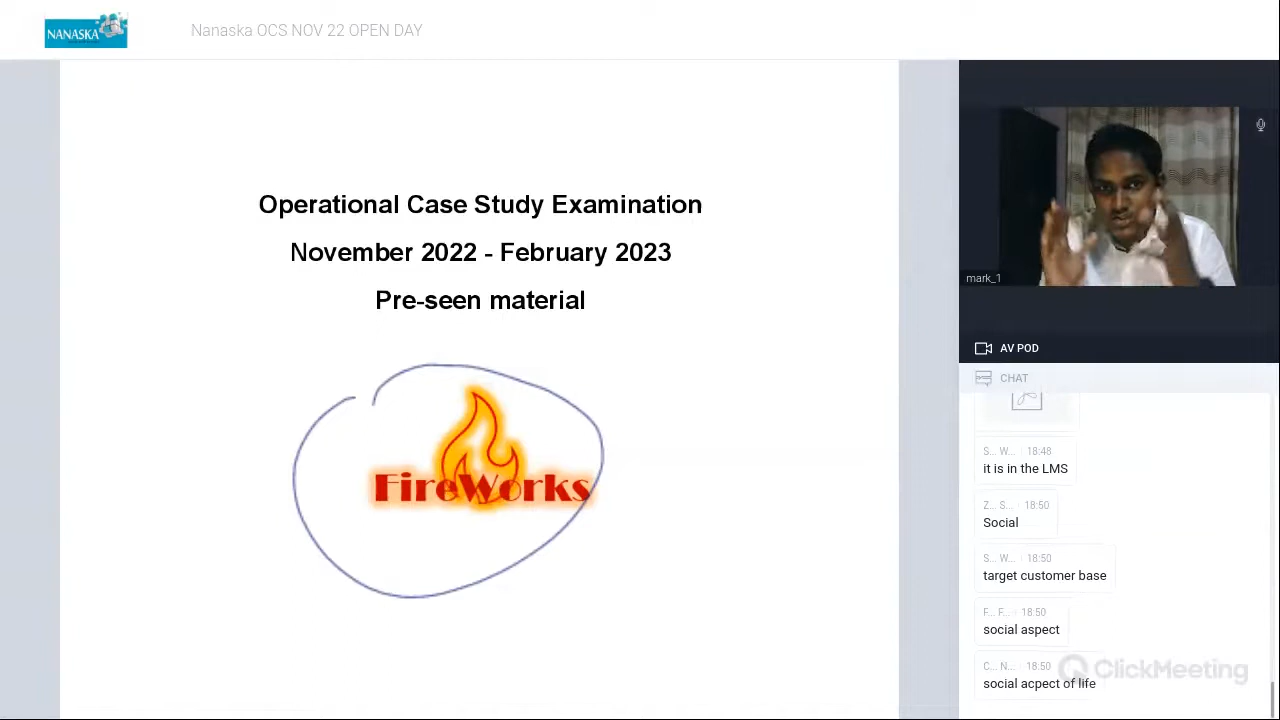 NANASKA
Nanaska OCS NOV 22 OPEN DAY
Operational Case Study Examination
November 2022 - February 2023
Pre-seen material
FireWorks
mark_1
AV POD
CHAT
S... W... 18:48
it is in the LMS
Z... S... 18:50
Social
S... W... 18:50
target customer base
F... F... 18:50
social aspect
C... N... 18:50
social acpect of life
ClickMeeting